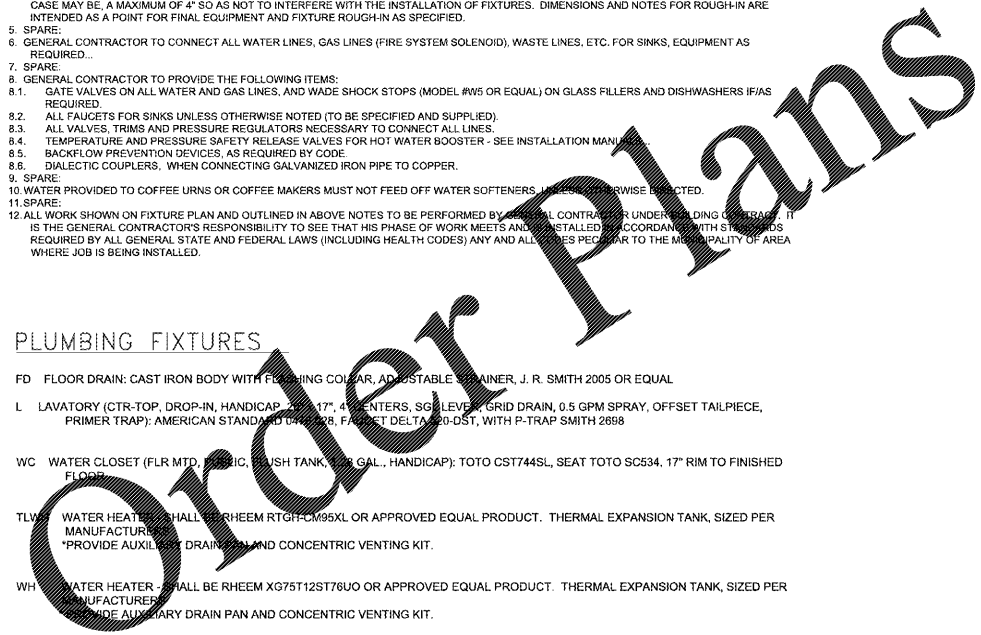 CASE MAY BE, A MAXIMUM OF 4" SO AS NOT TO INTERFERE WITH THE INSTALLATION OF FIXTURES. DIMENSIONS AND NOTES FOR ROUGH-IN ARE
INTENDED AS A POINT FOR FINAL EQUIPMENT AND FIXTURE ROUGH-IN AS SPECIFIED.
5. SPARE:
6. GENERAL CONTRACTOR TO CONNECT ALL WATER LINES, GAS LINES (FIRE SYSTEM SOLENOID), WASTE LINES, ETC. FOR SINKS, EQUIPMENT AS
REQUIRED...
7. SPARE:
8. GENERAL CONTRACTOR TO PROVIDE THE FOLLOWING ITEMS:
8.1. GATE VALVES ON ALL WATER AND GAS LINES, AND WADE SHOCK STOPS (MODEL #W5 OR EQUAL) ON GLASS FILLERS AND DISHWASHERS IF/AS
REQUIRED.
8.2. ALL FAUCETS FOR SINKS UNLESS OTHERWISE NOTED (TO BE SPECIFIED AND SUPPLIED).
8.3. ALL VALVES, TRIMS AND PRESSURE REGULATORS NECESSARY TO CONNECT ALL LINES.
8.4. TEMPERATURE AND PRESSURE SAFETY RELEASE VALVES FOR HOT WATER BOOSTER - SEE INSTALLATION MANUAL...
8.5. BACKFLOW PREVENTION DEVICES, AS REQUIRED BY CODE.
8.6. DIALECTIC COUPLERS, WHEN CONNECTING GALVANIZED IRON PIPE TO COPPER.
9. SPARE:
10. WATER PROVIDED TO COFFEE URNS OR COFFEE MAKERS MUST NOT FEED OFF WATER SOFTENERS, UNLESS OTHERWISE DIRECTED.
11. SPARE:
12. ALL WORK SHOWN ON FIXTURE PLAN AND OUTLINED IN ABOVE NOTES TO BE PERFORMED BY GENERAL CONTRACTOR UNDER BUILDING CONTRACT. IT
IS THE GENERAL CONTRACTOR'S RESPONSIBILITY TO SEE THAT HIS PHASE OF WORK MEETS AND IS INSTALLED IN ACCORDANCE WITH STANDARDS
REQUIRED BY ALL GENERAL STATE AND FEDERAL LAWS (INCLUDING HEALTH CODES) ANY AND ALL CODES PECULIAR TO THE MUNICIPALITY OF AREA
WHERE JOB IS BEING INSTALLED.
Order Plans
PLUMBING FIXTURES
FD FLOOR DRAIN: CAST IRON BODY WITH FLASHING COLLAR, ADJUSTABLE STRAINER, J. R. SMITH 2005 OR EQUAL
L LAVATORY (CTR-TOP, DROP-IN, HANDICAP, 17", 4" CENTERS, SGL LEVER, GRID DRAIN, 0.5 GPM SPRAY, OFFSET TAILPIECE,
PRIMER TRAP): AMERICAN STANDARD FAUCET DELTA 520-DST, WITH P-TRAP SMITH 2698
WC WATER CLOSET (FLR MTD, PUBLIC, FLUSH TANK, 1.28 GAL., HANDICAP): TOTO CST744SL, SEAT TOTO SC534, 17" RIM TO FINISHED
FLOOR
TLWH WATER HEATER - SHALL BE RHEEM RTGH-CM95XL OR APPROVED EQUAL PRODUCT. THERMAL EXPANSION TANK, SIZED PER
MANUFACTURERS
*PROVIDE AUXILIARY DRAIN PAN AND CONCENTRIC VENTING KIT.
WH WATER HEATER - SHALL BE RHEEM XG75T12ST76UO OR APPROVED EQUAL PRODUCT. THERMAL EXPANSION TANK, SIZED PER
MANUFACTURERS
*PROVIDE AUXILIARY DRAIN PAN AND CONCENTRIC VENTING KIT.